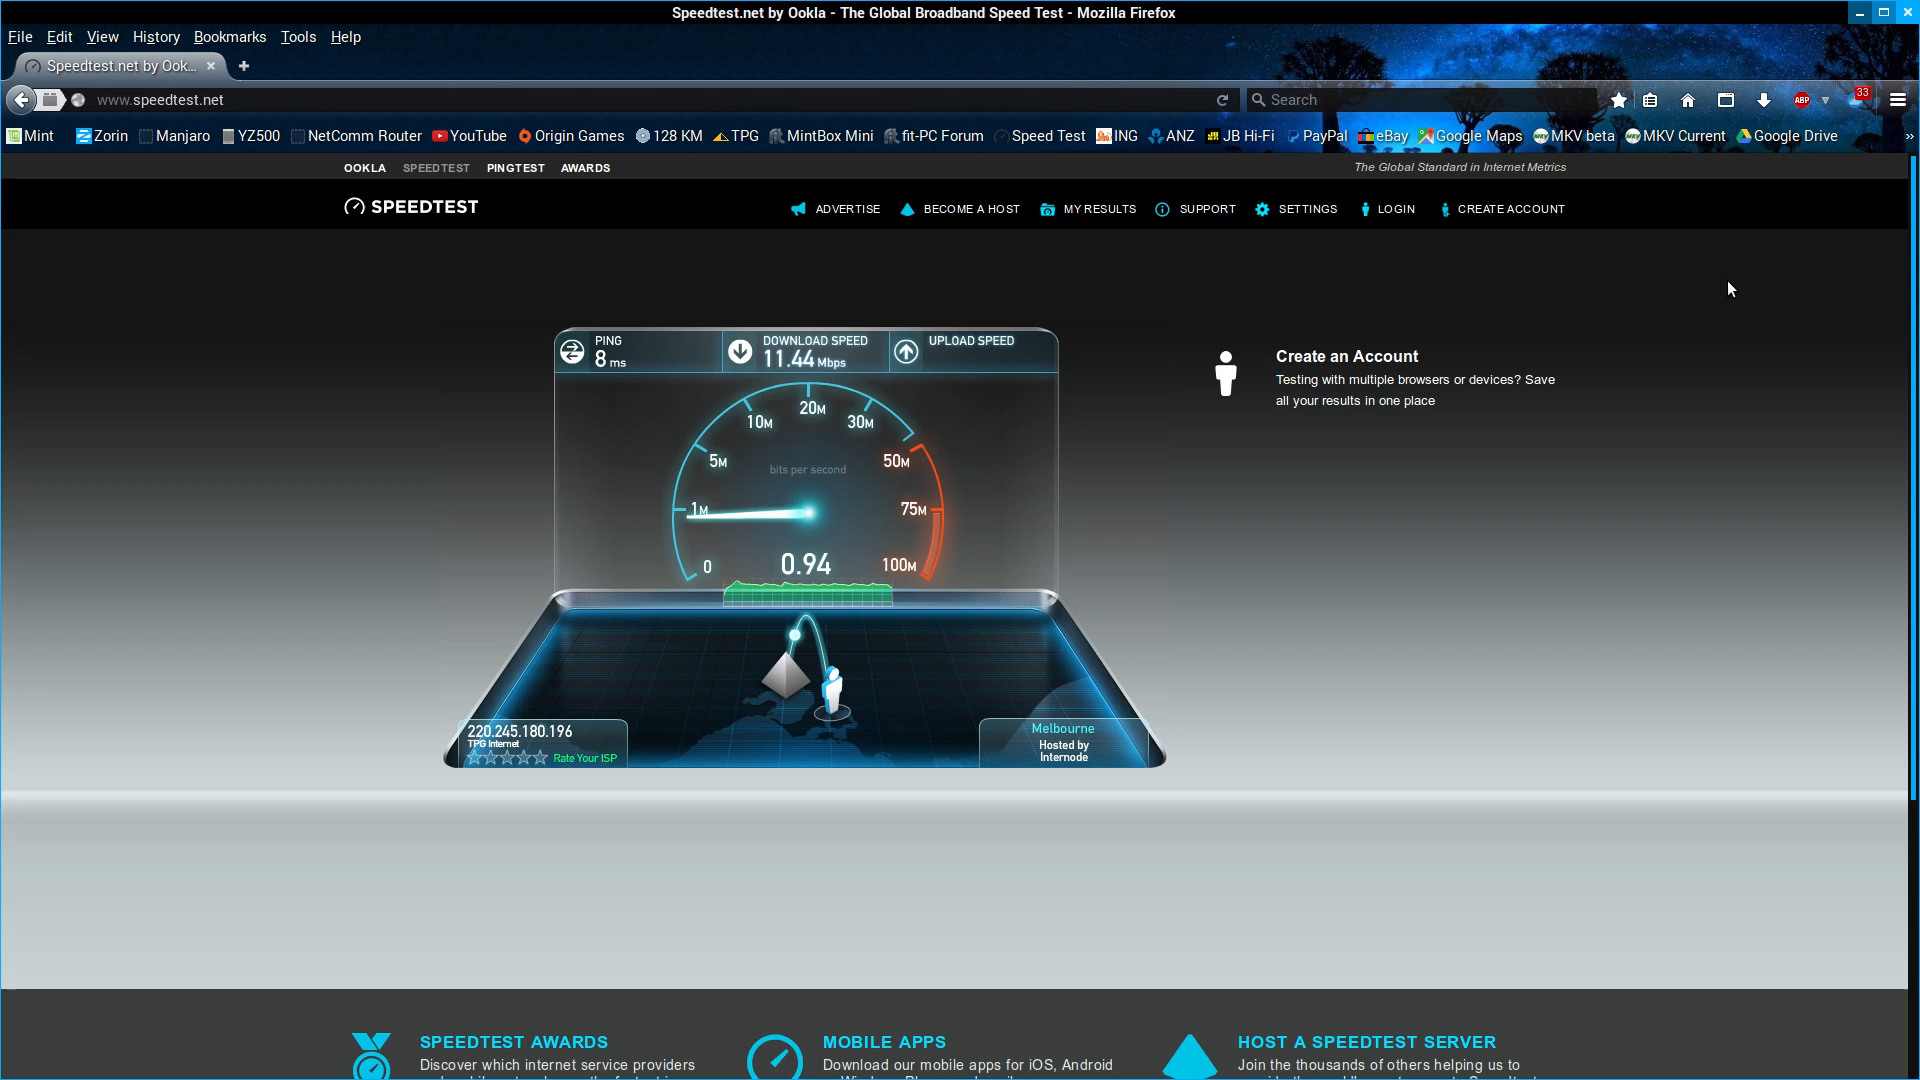 Speedtest.net by Ookla - The Global Broadband Speed Test - Mozilla Firefox
File Edit View History Bookmarks Tools Help
Speedtest.net by Ook...
www.speedtest.net
Search
ABP
33
Mint Zorin Manjaro YZ500 NetComm Router YouTube Origin Games 128 KM TPG MintBox Mini fit-PC Forum Speed Test ING ANZ JB Hi-Fi PayPal eBay Google Maps MKV beta MKV Current Google Drive
OOKLA SPEEDTEST PINGTEST AWARDS
The Global Standard in Internet Metrics
SPEEDTEST
ADVERTISE BECOME A HOST MY RESULTS SUPPORT SETTINGS LOGIN CREATE ACCOUNT
PING
8 ms
DOWNLOAD SPEED
11.44 Mbps
UPLOAD SPEED
Create an Account
Testing with multiple browsers or devices? Save
all your results in one place
20M
10M
30M
5M
50M
bits per second
1M
75M
0
0.94
100M
220.245.180.196
TPG Internet
Rate Your ISP
Melbourne
Hosted by
Internode
SPEEDTEST AWARDS
Discover which internet service providers
MOBILE APPS
Download our mobile apps for iOS, Android
HOST A SPEEDTEST SERVER
Join the thousands of others helping us to